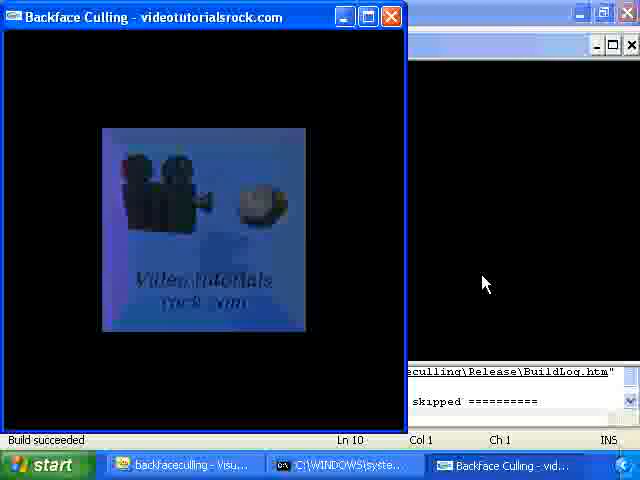 Backface Culling - videotutorialsrock.com
Video tutorials
rock.com
eculling\Release\BuildLog.htm"
skipped ==========
Build succeeded
Ln 10
Col 1
Ch 1
INS
start
backfaceculling - Visu...
C:\WINDOWS\syste...
Backface Culling - vid...